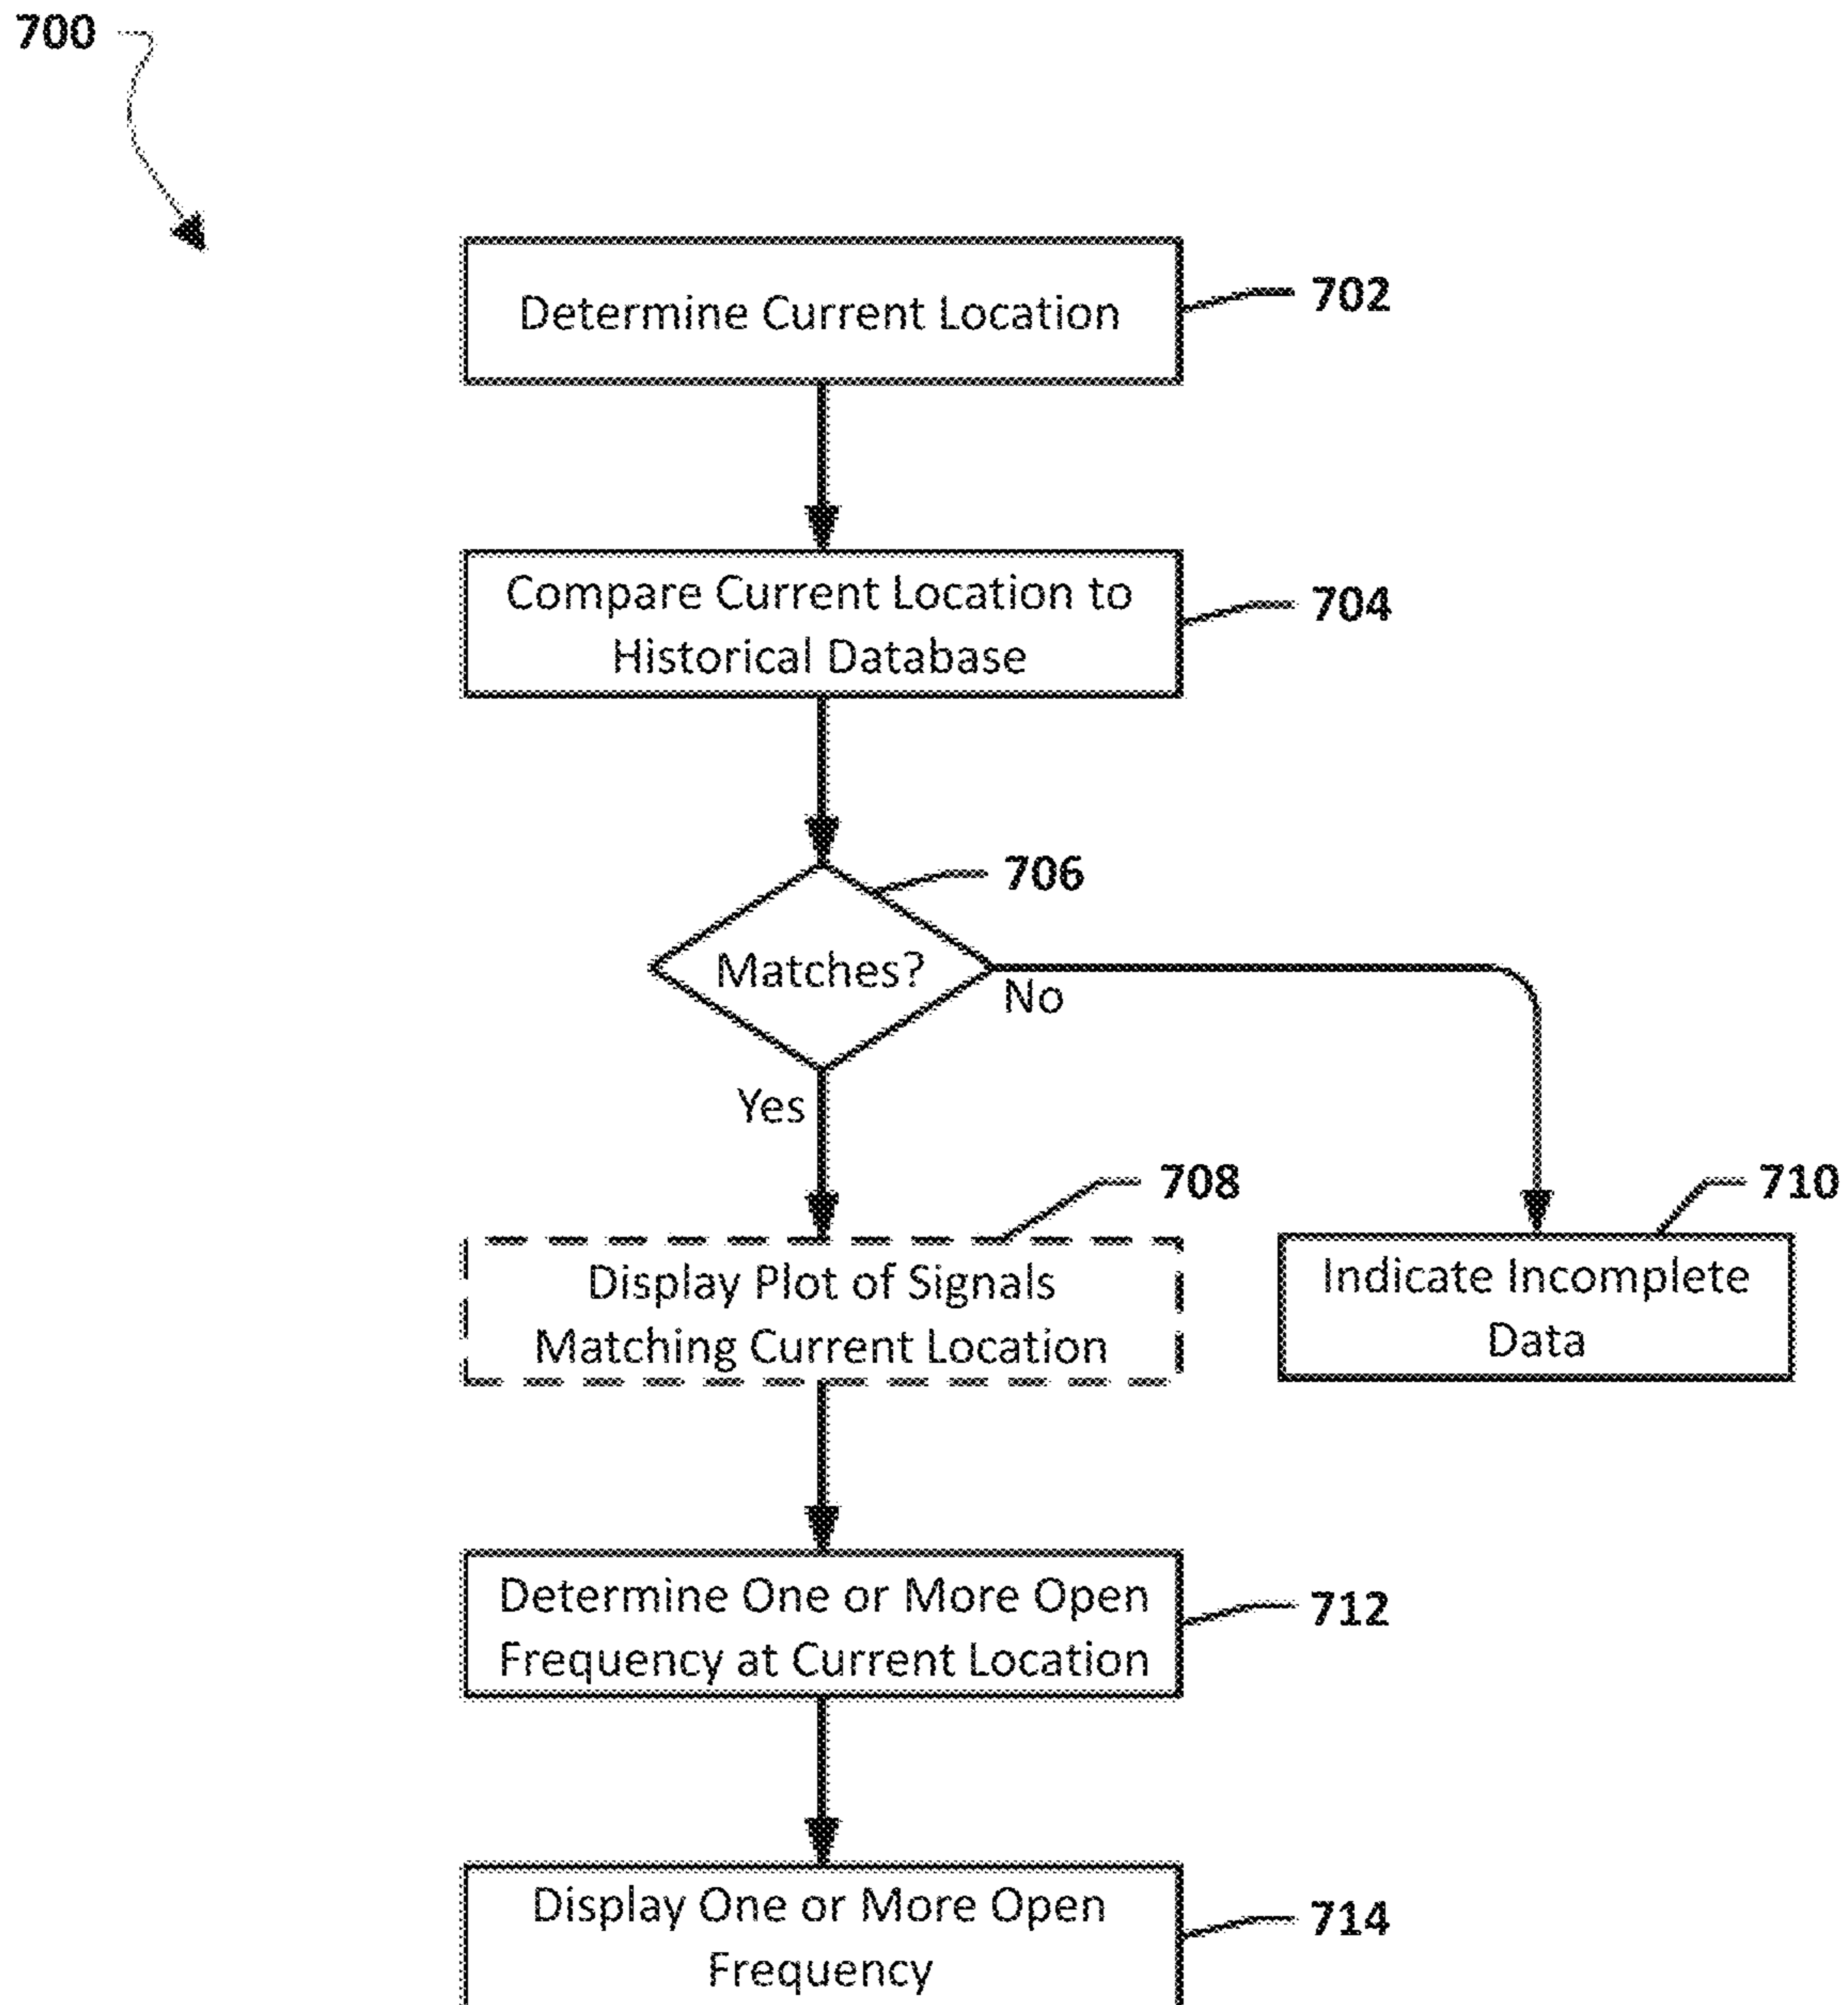 700
Determine Current Location
702
Compare Current Location to
Historical Database
704
706
Matches?
No
Yes
708
710
Display Plot of Signals
Matching Current Location
Indicate Incomplete
Data
Determine One or More Open
Frequency at Current Location
712
Display One or More Open
Frequency
714